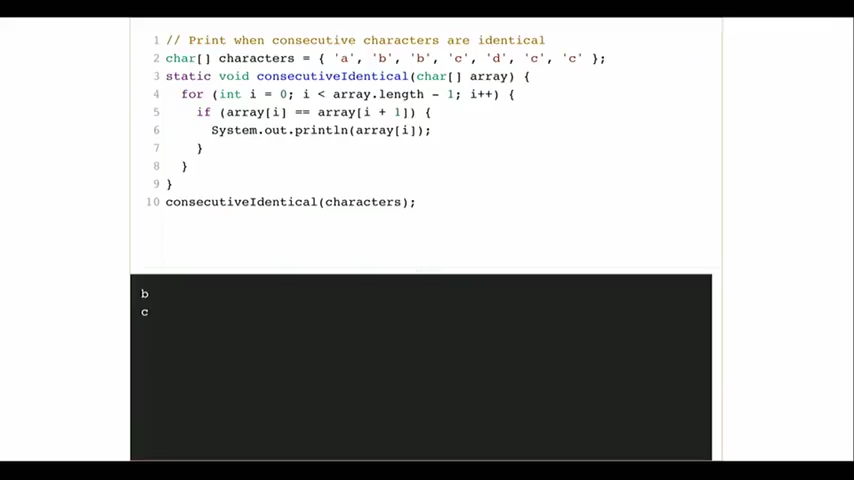 1 // Print when consecutive characters are identical
2 char[] characters = { 'a', 'b', 'b', 'c', 'd', 'c', 'c' };
3 static void consecutiveIdentical(char[] array) {
4   for (int i = 0; i < array.length - 1; i++) {
5     if (array[i] == array[i + 1]) {
6       System.out.println(array[i]);
7     }
8   }
9 }
10 consecutiveIdentical(characters);
b
c